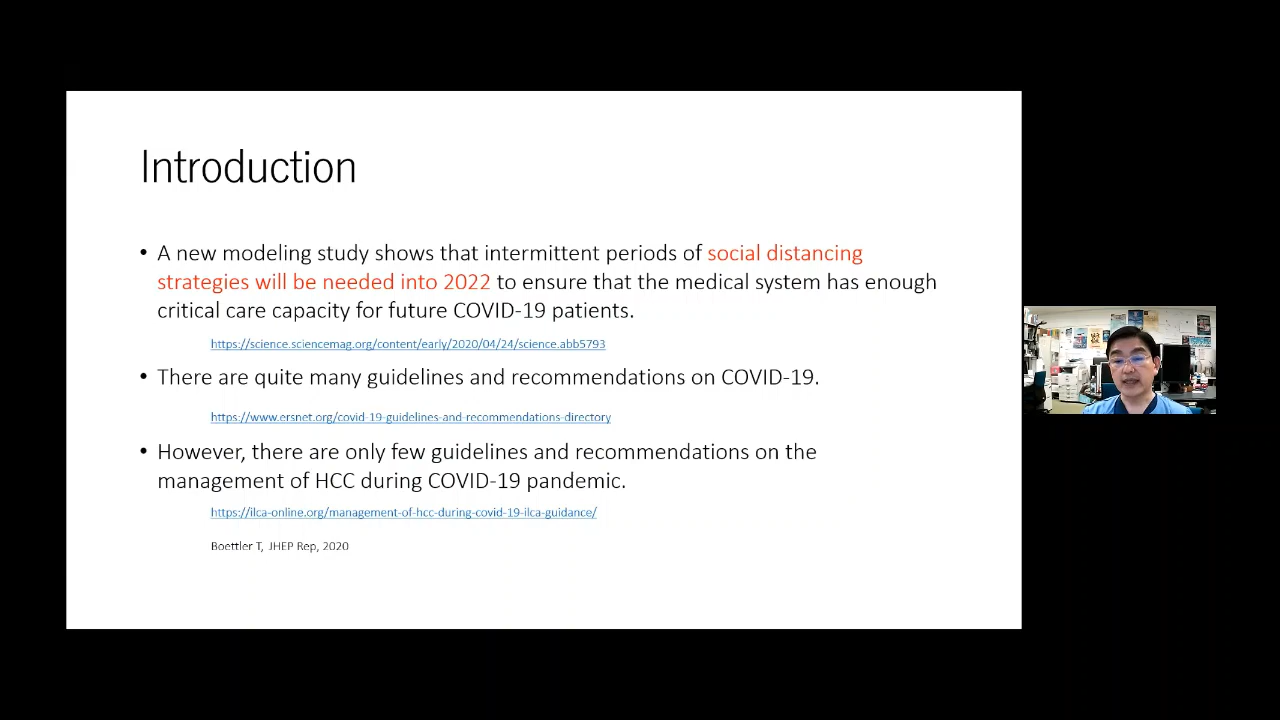 Introduction
• A new modeling study shows that intermittent periods of social distancing
strategies will be needed into 2022 to ensure that the medical system has enough
critical care capacity for future COVID-19 patients.
https://science.sciencemag.org/content/early/2020/04/24/science.abb5793
• There are quite many guidelines and recommendations on COVID-19.
https://www.ersnet.org/covid-19-guidelines-and-recommendations-directory
• However, there are only few guidelines and recommendations on the
management of HCC during COVID-19 pandemic.
https://ilca-online.org/management-of-hcc-during-covid-19-ilca-guidance/
Boettler T, JHEP Rep, 2020